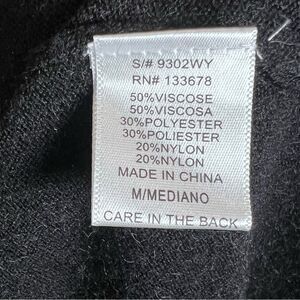 S/# 9302WY
RN# 133678
50%VISCOSE
50%VISCOSA
30%POLYESTER
30%POLIESTER
20%NYLON
20%NYLON
MADE IN CHINA
M/MEDIANO
CARE IN THE BACK